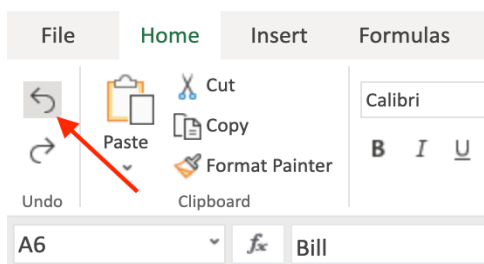 File Home Insert Formulas
Cut
Calibri
Copy
Paste
B I U
Format Painter
Undo Clipboard
A6 fx Bill